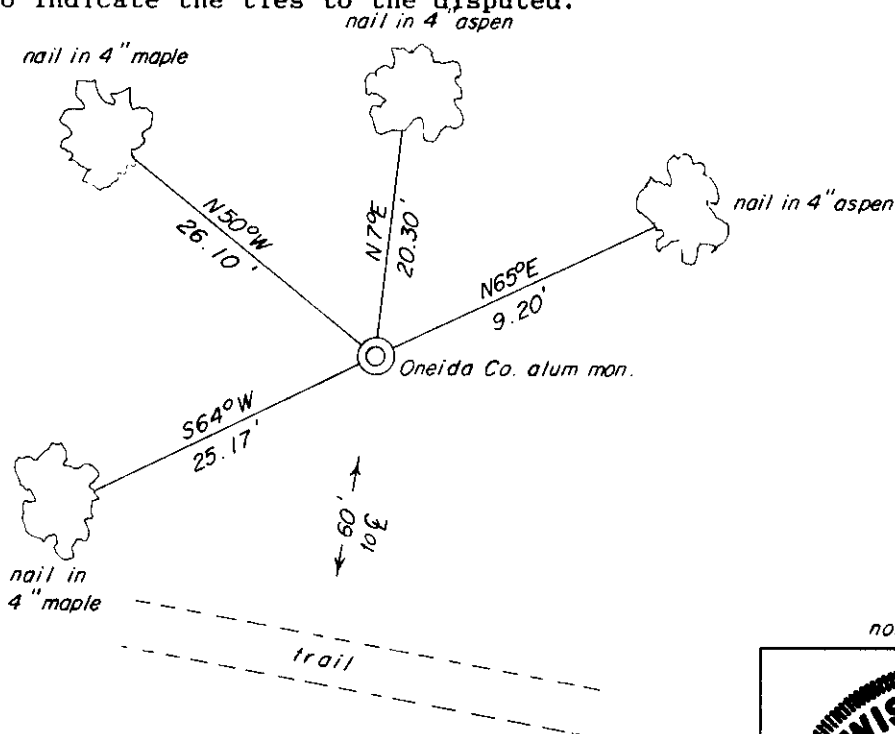 o indicate the ties to the disputed.
nail in 4" aspen
nail in 4" maple
nail in 4" aspen
N50°W
26.10'
N7°E
20.30'
N65°E
9.20'
Oneida Co. alum mon.
S64°W
25.17'
60'
to ℄
nail in
4" maple
trail
no
WIS